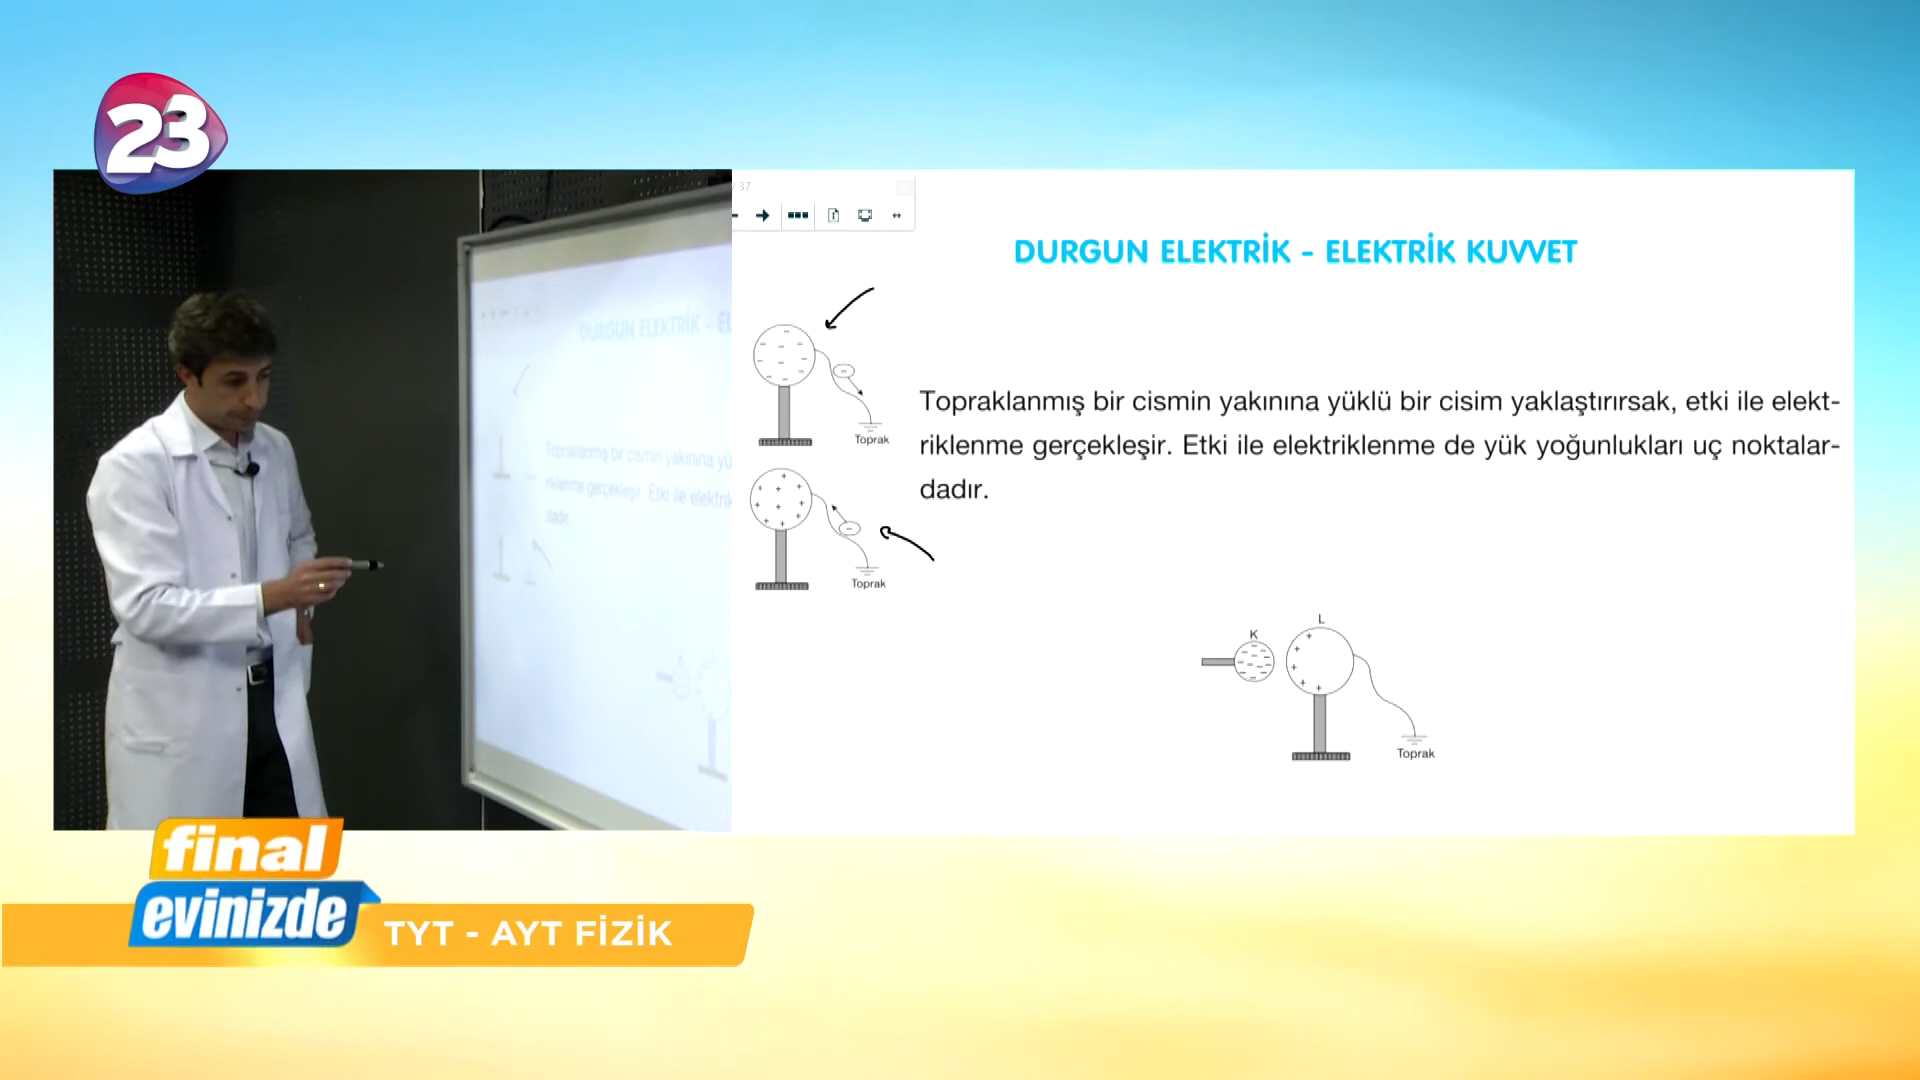 23
/ 37
DURGUN ELEKTRİK - ELEKTRİK KUVVET
Toprak
Topraklanmış bir cismin yakınına yüklü bir cisim yaklaştırırsak, etki ile elekt-
riklenme gerçekleşir. Etki ile elektriklenme de yük yoğunlukları uç noktalar-
dadır.
Toprak
K
L
Toprak
final
evinizde
TYT - AYT FİZİK